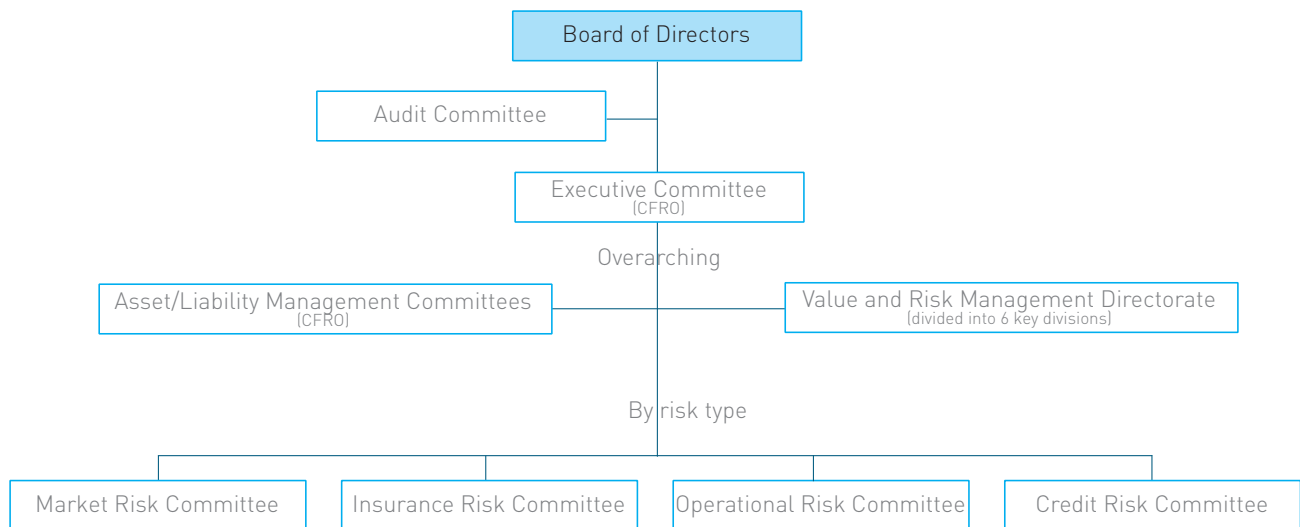 Board of Directors
Audit Committee
Executive Committee
(CFRO)
Overarching
Asset/Liability Management Committees
(CFRO)
Value and Risk Management Directorate
(divided into 6 key divisions)
By risk type
Market Risk Committee
Insurance Risk Committee
Operational Risk Committee
Credit Risk Committee